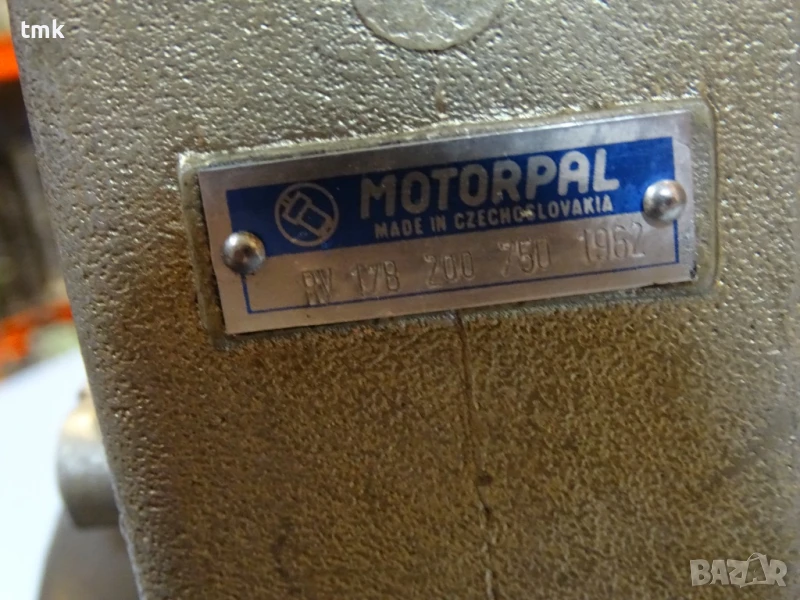 tmk
MOTORPAL
MADE IN CZECHOSLOVAKIA
RV 17B 200 750 1962
BAZAR